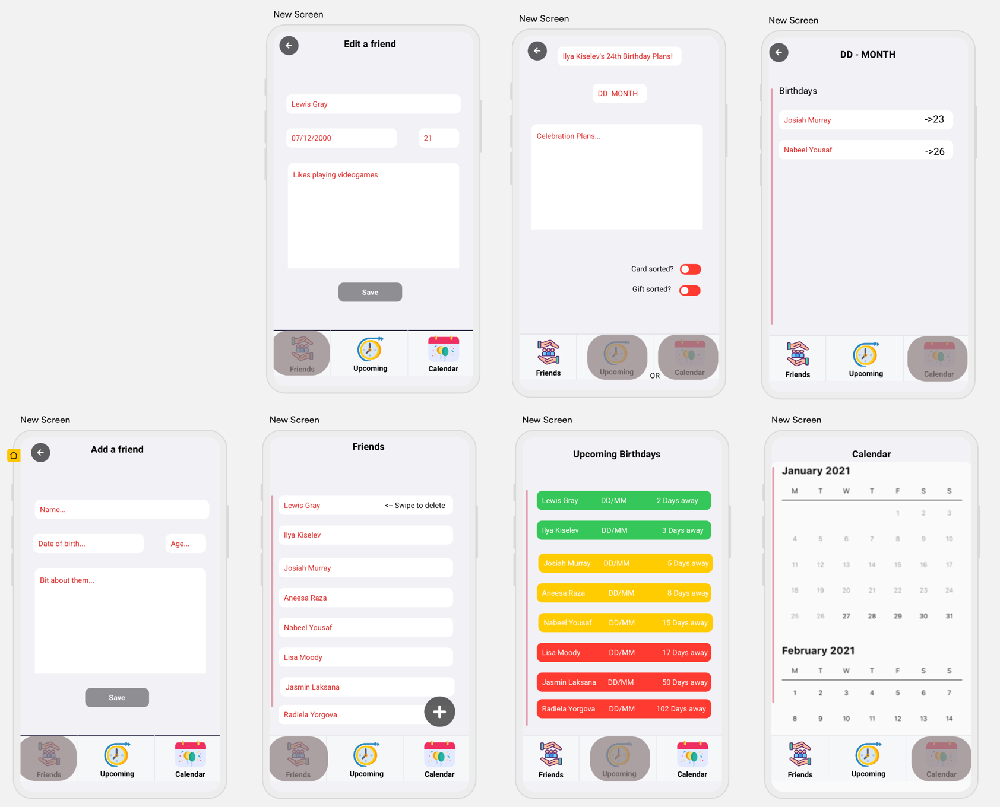 New Screen
Edit a friend
Lewis Gray
07/12/2000 21
Likes playing videogames
Save
Friends Upcoming Calendar
New Screen
Ilya Kiselev's 24th Birthday Plans!
DD MONTH
Celebration Plans...
Card sorted?
Gift sorted?
Friends Upcoming OR Calendar
New Screen
DD - MONTH
Birthdays
Josiah Murray ->23
Nabeel Yousaf ->26
Friends Upcoming Calendar
New Screen
Add a friend
Name...
Date of birth... Age...
Bit about them...
Save
Friends Upcoming Calendar
New Screen
Friends
Lewis Gray <-- Swipe to delete
Ilya Kiselev
Josiah Murray
Aneesa Raza
Nabeel Yousaf
Lisa Moody
Jasmin Laksana
Radiela Yorgova
Friends Upcoming Calendar
New Screen
Upcoming Birthdays
Lewis Gray DD/MM 2 Days away
Ilya Kiselev DD/MM 3 Days away
Josiah Murray DD/MM 5 Days away
Aneesa Raza DD/MM 8 Days away
Nabeel Yousaf DD/MM 15 Days away
Lisa Moody DD/MM 17 Days away
Jasmin Laksana DD/MM 50 Days away
Radiela Yorgova DD/MM 102 Days away
Friends Upcoming Calendar
New Screen
Calendar
January 2021
M T W T F S S
1 2 3
4 5 6 7 8 9 10
11 12 13 14 15 16 17
18 19 20 21 22 23 24
25 26 27 28 29 30 31
February 2021
M T W T F S S
1 2 3 4 5 6 7
8 9 10 11 12 13 14
Friends Upcoming Calendar